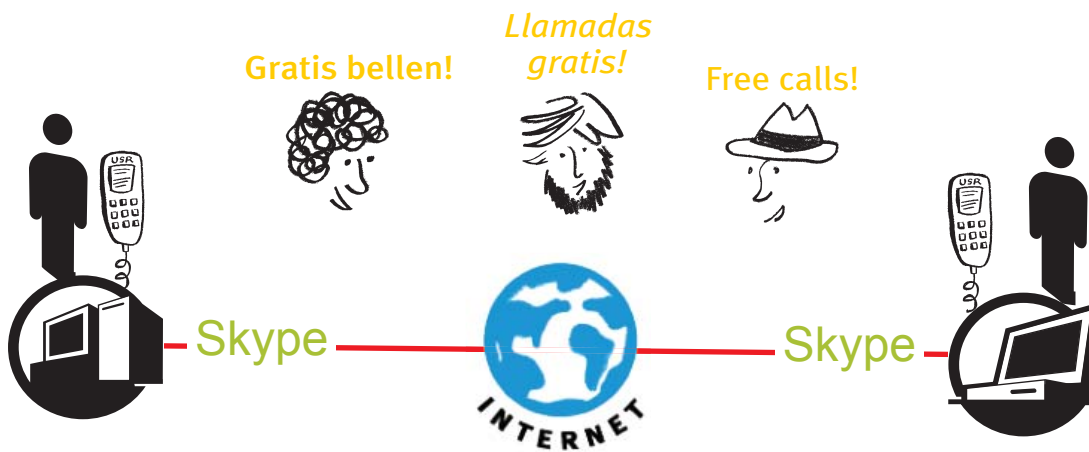 Gratis bellen!
Llamadas
gratis!
Free calls!
USR
USR
Skype
Skype
INTERNET